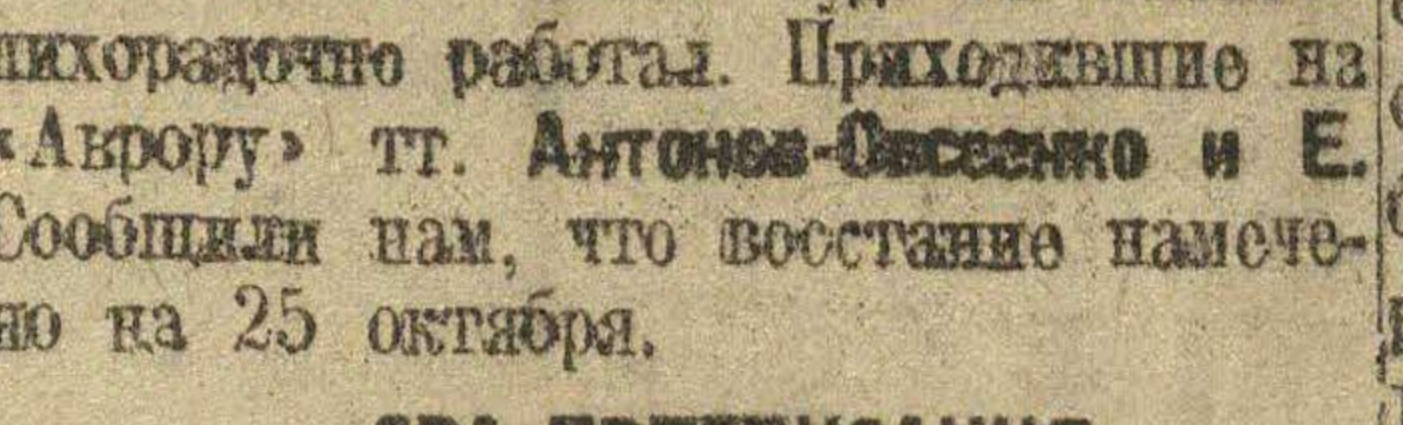 лихорадочно работал. Приходившие на
«Аврору» тт. Антонов-Овсеенко и Е.
Сообщили нам, что восстание намече-
но на 25 октября.